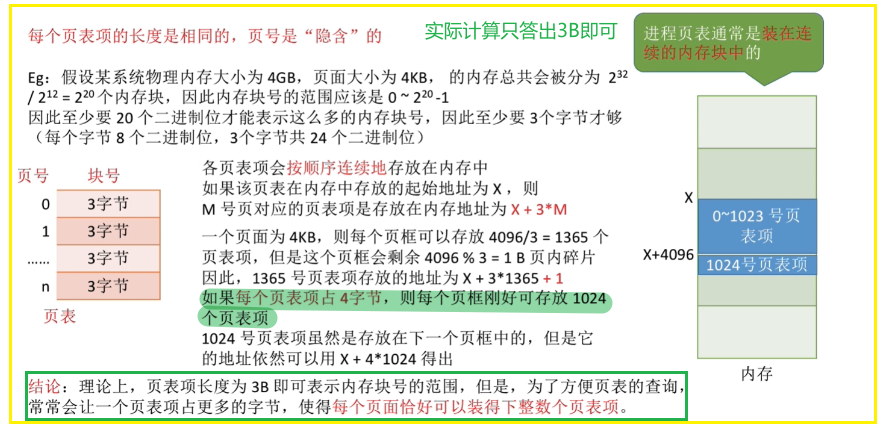 每个页表项的长度是相同的，页号是“隐含”的
实际计算只答出3B即可
进程页表通常是装在连
续的内存块中的
Eg：假设某系统物理内存大小为 4GB，页面大小为 4KB， 的内存总共会被分为 2³²
/ 2¹² = 2²⁰ 个内存块，因此内存块号的范围应该是 0 ~ 2²⁰ -1
因此至少要 20 个二进制位才能表示这么多的内存块号，因此至少要 3个字节才够
（每个字节 8 个二进制位，3个字节共 24 个二进制位）
页号 块号
0 3字节
1 3字节
…… 3字节
n 3字节
页表
各页表项会按顺序连续地存放在内存中
如果该页表在内存中存放的起始地址为 X ，则
M 号页对应的页表项是存放在内存地址为 X + 3*M
一个页面为 4KB，则每个页框可以存放 4096/3 = 1365 个
页表项，但是这个页框会剩余 4096 % 3 = 1 B 页内碎片
因此，1365 号页表项存放的地址为 X + 3*1365 + 1
如果每个页表项占 4字节，则每个页框刚好可存放 1024
个页表项
1024 号页表项虽然是存放在下一个页框中的，但是它
的地址依然可以用 X + 4*1024 得出
X
0~1023 号页
表项
X+4096
1024号页表项
内存
结论：理论上，页表项长度为 3B 即可表示内存块号的范围，但是，为了方便页表的查询，
常常会让一个页表项占更多的字节，使得每个页面恰好可以装得下整数个页表项。